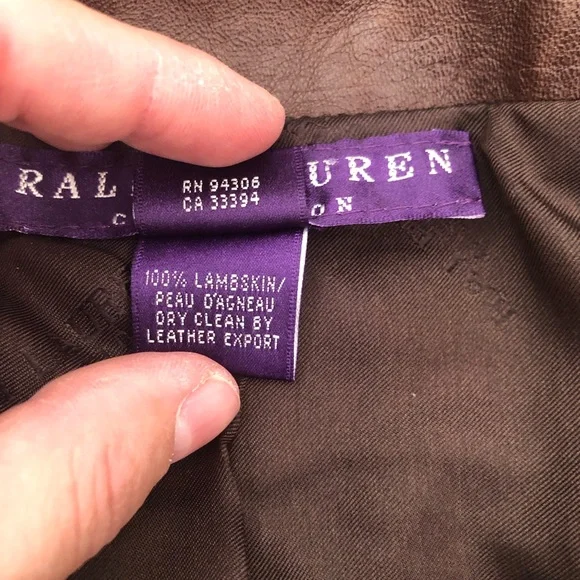 RAL UREN
C ON
RN 94306
CA 33394
100% LAMBSKIN/
PEAU D'AGNEAU
DRY CLEAN BY
LEATHER EXPORT